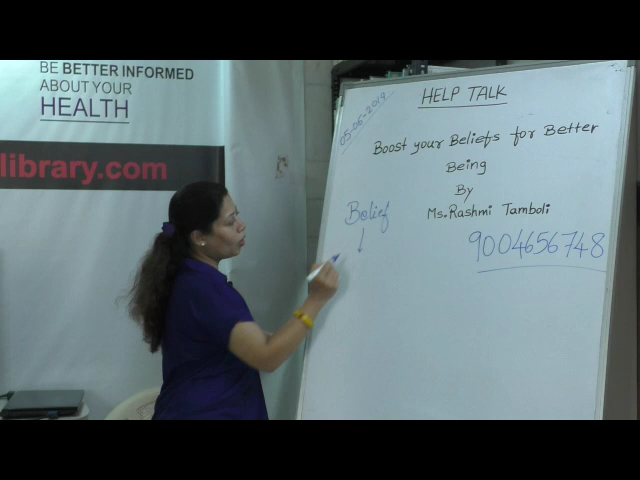 BE BETTER INFORMED
ABOUT YOUR
HEALTH
library.com
05-06-2019
HELP TALK
Boost your Beliefs for Better
Being
By
Ms. Rashmi Tamboli
9004656748
Belief